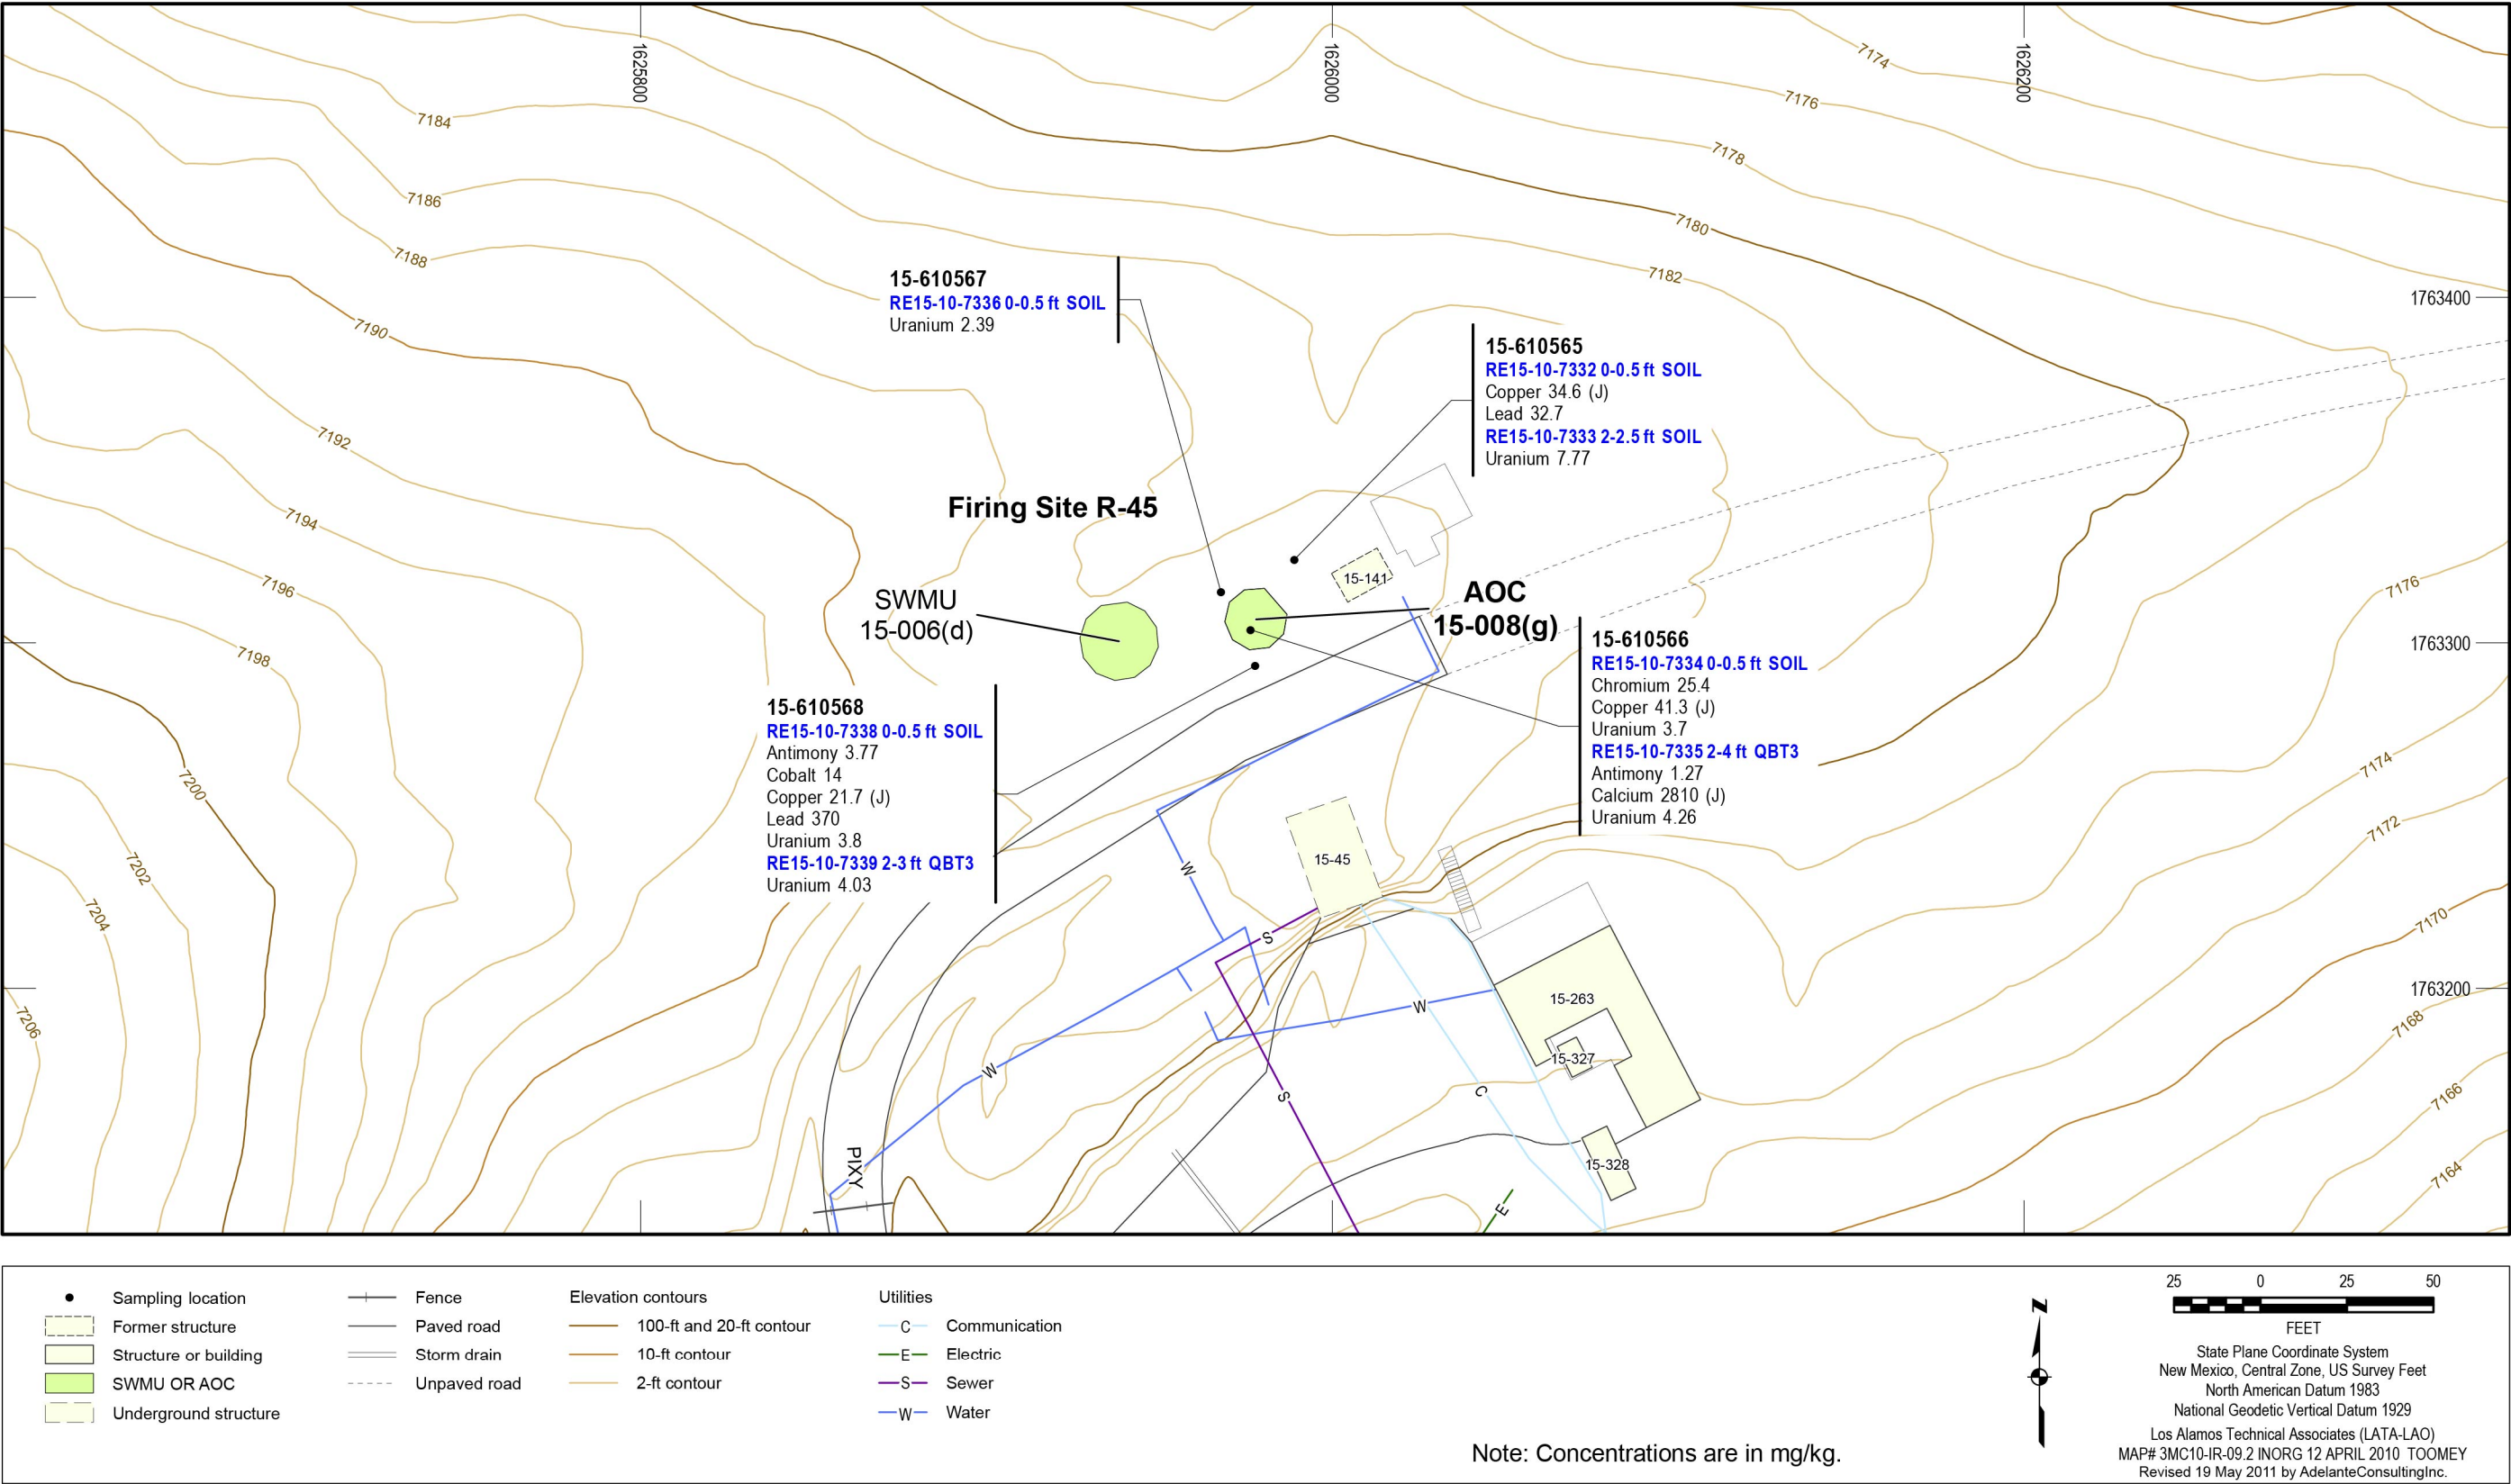 1625800
1626000
1626200
7174
7176
7178
7180
7182
7184
7186
7188
7190
7192
7194
7196
7198
7200
7202
7204
7206
1763400
1763300
1763200
7176
7174
7172
7170
7168
7166
7164
15-610567
RE15-10-7336 0-0.5 ft SOIL
Uranium 2.39
15-610565
RE15-10-7332 0-0.5 ft SOIL
Copper 34.6 (J)
Lead 32.7
RE15-10-7333 2-2.5 ft SOIL
Uranium 7.77
Firing Site R-45
SWMU
15-006(d)
15-141
AOC
15-008(g)
15-610566
RE15-10-7334 0-0.5 ft SOIL
Chromium 25.4
Copper 41.3 (J)
Uranium 3.7
RE15-10-7335 2-4 ft QBT3
Antimony 1.27
Calcium 2810 (J)
Uranium 4.26
15-610568
RE15-10-7338 0-0.5 ft SOIL
Antimony 3.77
Cobalt 14
Copper 21.7 (J)
Lead 370
Uranium 3.8
RE15-10-7339 2-3 ft QBT3
Uranium 4.03
15-45
W
S
W
W
S
C
E
15-263
15-327
15-328
PIXY
Sampling location
Former structure
Structure or building
SWMU OR AOC
Underground structure
Fence
Paved road
Storm drain
Unpaved road
Elevation contours
100-ft and 20-ft contour
10-ft contour
2-ft contour
Utilities
C Communication
E Electric
S Sewer
W Water
Note: Concentrations are in mg/kg.
N
25 0 25 50
FEET
State Plane Coordinate System
New Mexico, Central Zone, US Survey Feet
North American Datum 1983
National Geodetic Vertical Datum 1929
Los Alamos Technical Associates (LATA-LAO)
MAP# 3MC10-IR-09.2 INORG 12 APRIL 2010 TOOMEY
Revised 19 May 2011 by AdelanteConsultingInc.